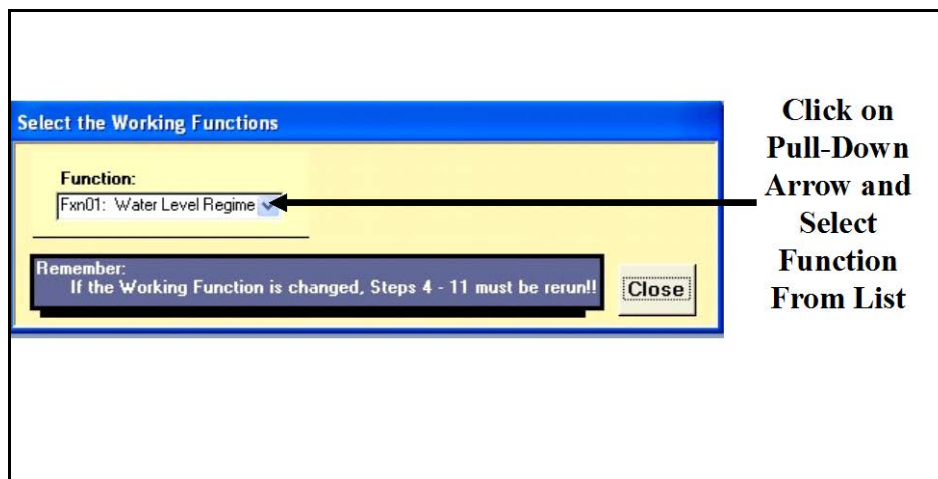 Select the Working Functions
Function:
Fxn01:  Water Level Regime
Remember:
If the Working Function is changed, Steps 4 - 11 must be rerun!!
Close
Click on
Pull-Down
Arrow and
Select
Function
From List